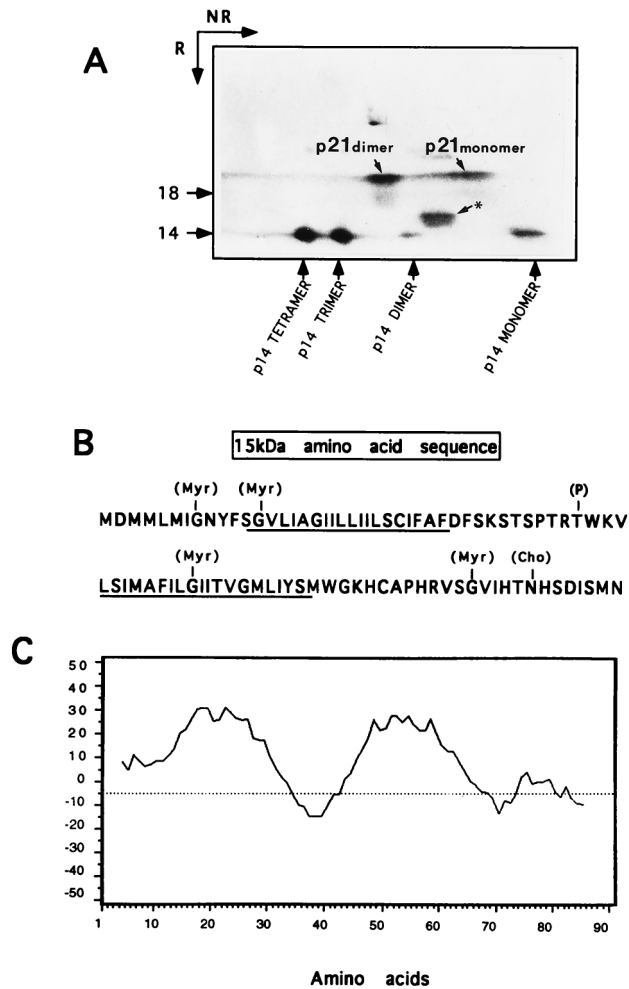 NR
R
A
p21dimer
p21monomer
*
18
14
p14 TETRAMER
p14 TRIMER
p14 DIMER
p14 MONOMER
B
15kDa amino acid sequence
(Myr) (Myr) (P)
MDMMLMIGNYFSGVLIAGIILLIILSCIFAFDFSKSTSPTRTWKV
(Myr) (Myr) (Cho)
LSIMAFILGIITVGMLIYSMWGKHCAPHRVSGVIHTNHSDISMN
C
50
40
30
20
10
0
-10
-20
-30
-40
-50
1 10 20 30 40 50 60 70 80 90
Amino acids